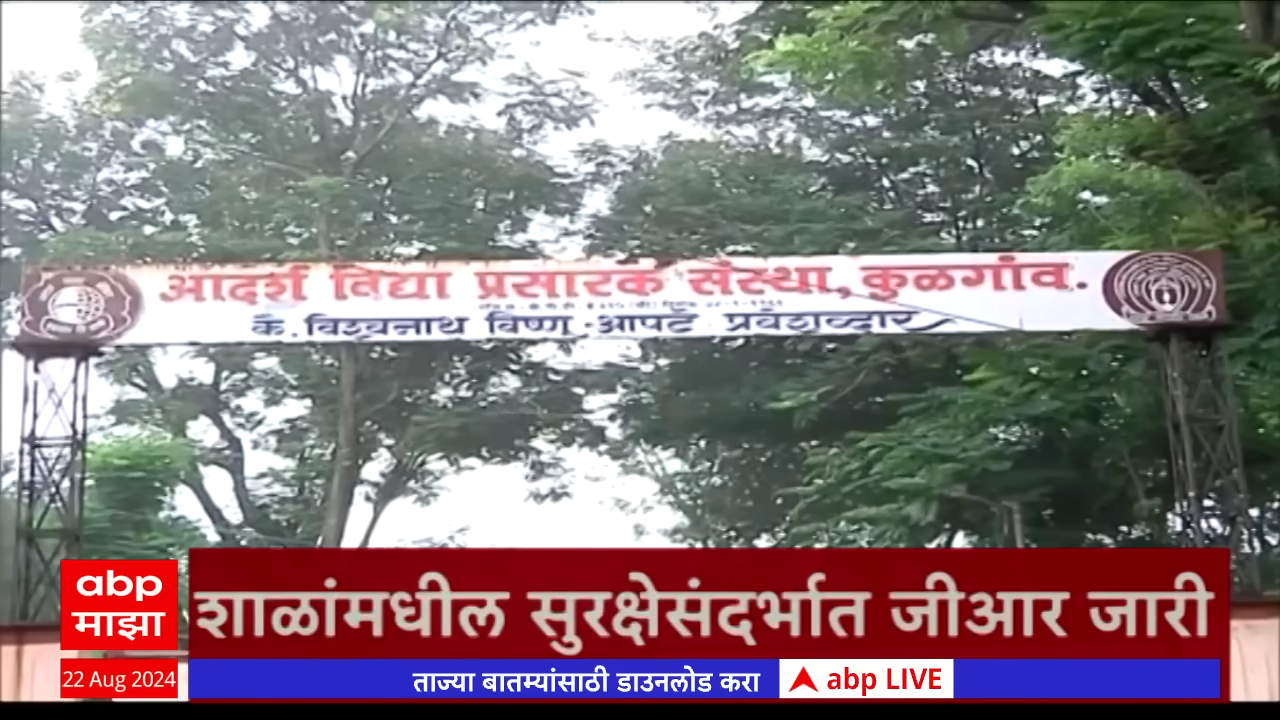 आदर्श विद्या प्रसारक संस्था, कुळगांव.
कै. विश्वनाथ विष्णू आपटे प्रवेशव्दार
abp
माझा
शाळांमधील सुरक्षेसंदर्भात जीआर जारी
22 Aug 2024
ताज्या बातम्यांसाठी डाउनलोड करा abp LIVE